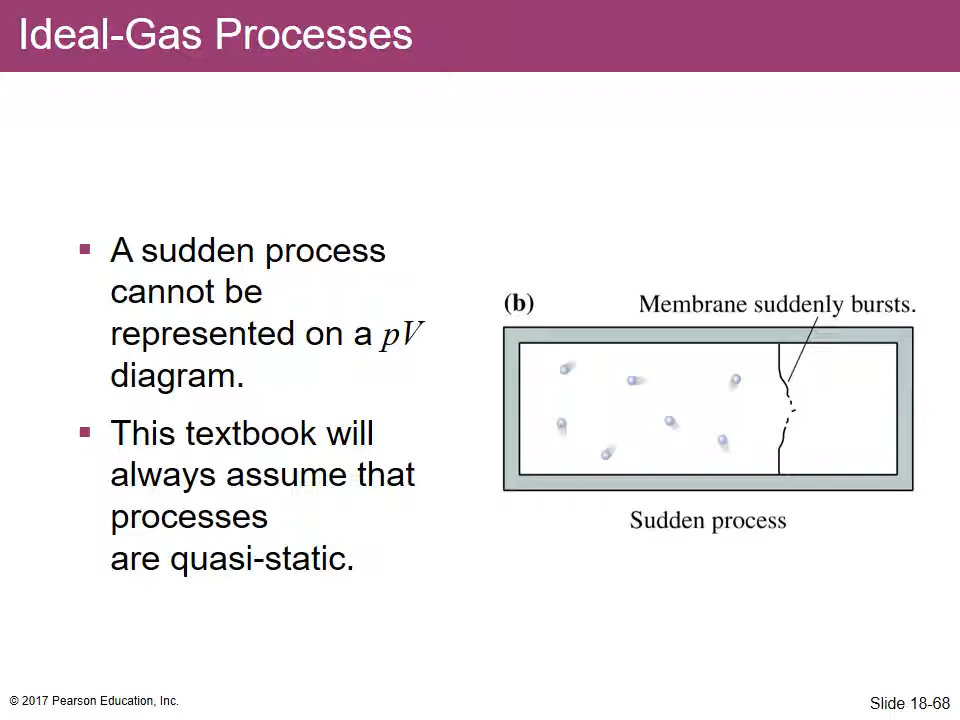 Ideal-Gas Processes
▪ A sudden process
cannot be
represented on a pV
diagram.
▪ This textbook will
always assume that
processes
are quasi-static.
(b)
Membrane suddenly bursts.
Sudden process
© 2017 Pearson Education, Inc.
Slide 18-68